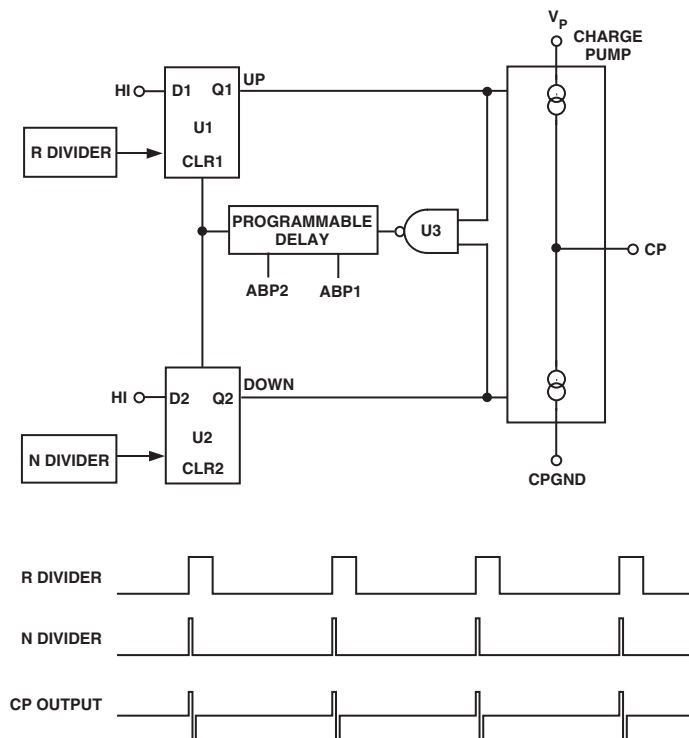 VP
CHARGE
PUMP
HI
D1
Q1
UP
U1
R DIVIDER
CLR1
PROGRAMMABLE
DELAY
U3
CP
ABP2
ABP1
HI
D2
Q2
DOWN
U2
N DIVIDER
CLR2
CPGND
R DIVIDER
N DIVIDER
CP OUTPUT